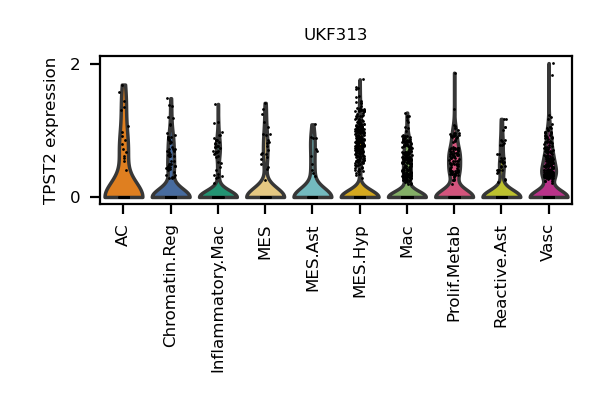 UKF313
TPST2 expression
2
0
AC
Chromatin.Reg
Inflammatory.Mac
MES
MES.Ast
MES.Hyp
Mac
Prolif.Metab
Reactive.Ast
Vasc